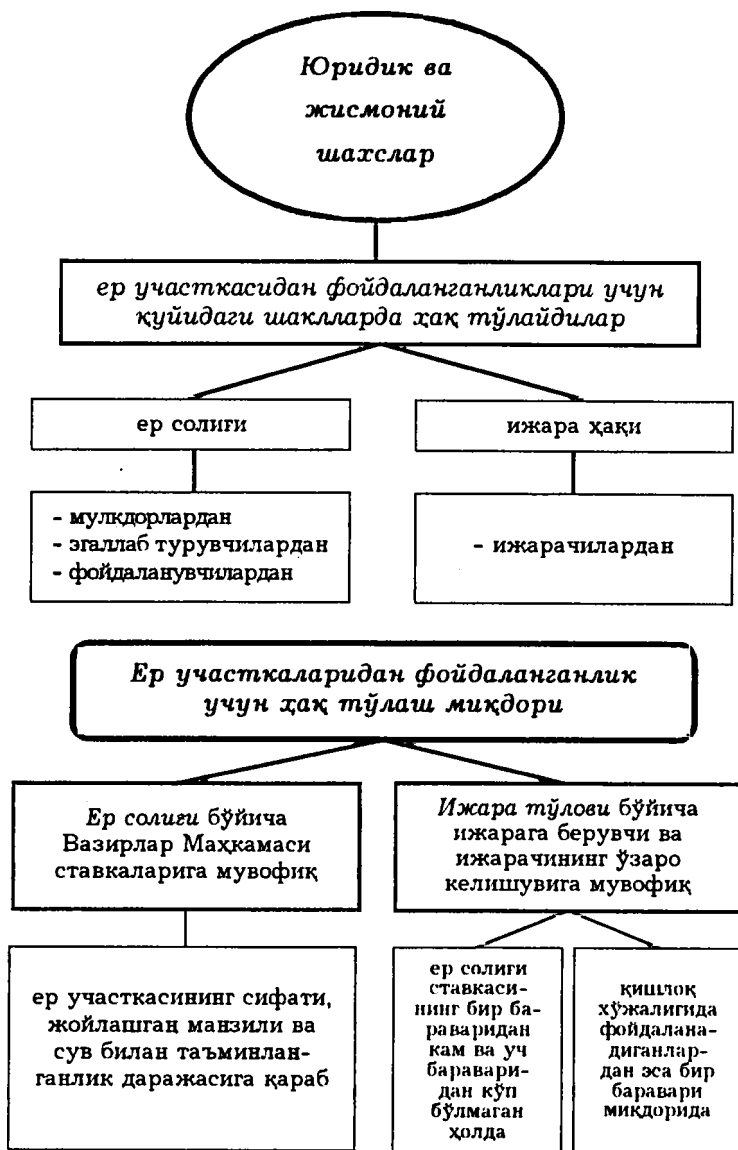 Юридик ва
жисмоний
шахслар
ер участкасидан фойдаланганликлари учун
қуйидаги шаклларда ҳақ тўлайдилар
ер солиғи
ижара ҳақи
- мулкдорлардан
- эгаллаб турувчилардан
- фойдаланувчилардан
- ижарачилардан
Ер участкаларидан фойдаланганлик
учун ҳақ тўлаш миқдори
Ер солиғи бўйича
Вазирлар Маҳкамаси
ставкаларига мувофиқ
Ижара тўлови бўйича
ижарага берувчи ва
ижарачининг ўзаро
келишувига мувофиқ
ер участкасининг сифати,
жойлашган манзили ва
сув билан таъминлан-
ганлик даражасига қараб
ер солиғи
ставкаси-
нинг бир ба-
раваридан
кам ва уч
баравари-
дан кўп
бўлмаган
ҳолда
қишлоқ
хўжалигида
фойдалана-
диганлар-
дан эса бир
баравари
миқдорида